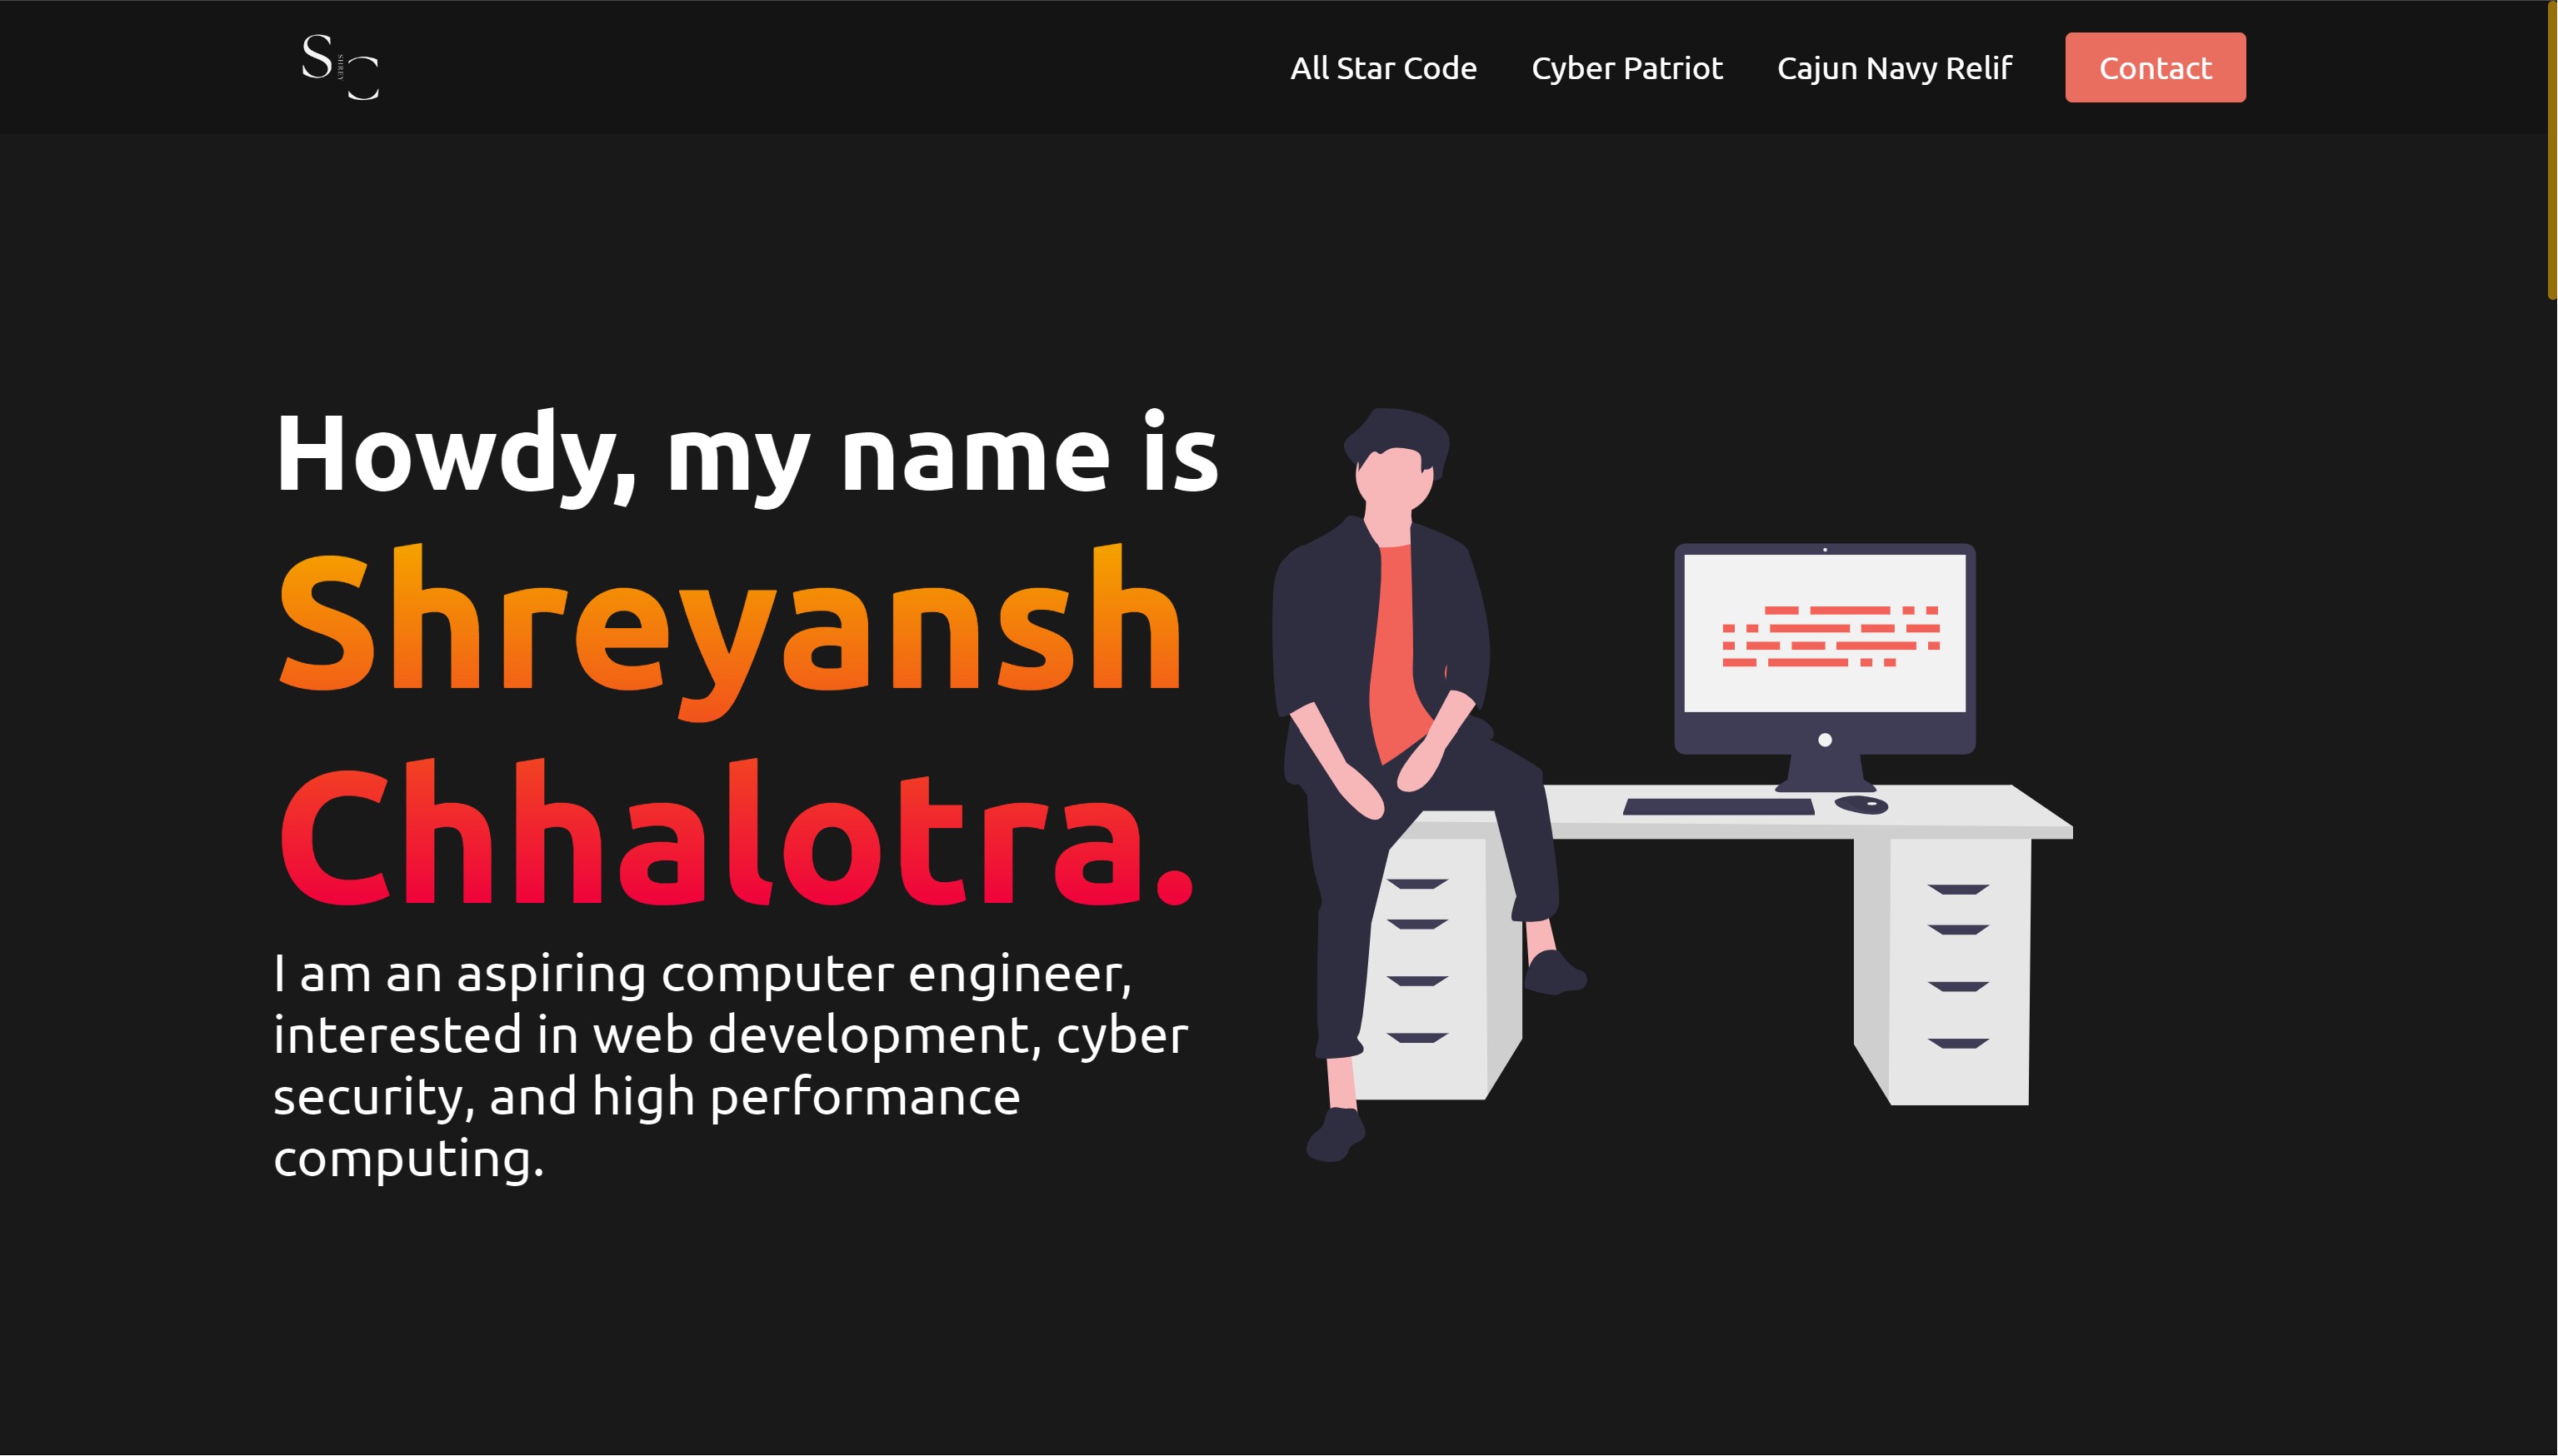 S SHREY C
All Star Code Cyber Patriot Cajun Navy Relif Contact
Howdy, my name is
Shreyansh
Chhalotra.
I am an aspiring computer engineer,
interested in web development, cyber
security, and high performance
computing.